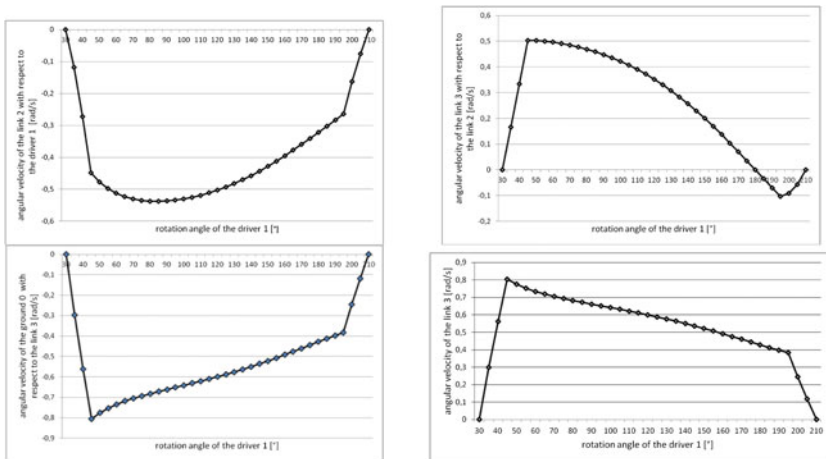 angular velocity of the link 2 with respect to
the driver 1 [rad/s]
0
30 40 50 60 70 80 90 100 110 120 130 140 150 160 170 180 190 200 210
-0,1
-0,2
-0,3
-0,4
-0,5
-0,6
rotation angle of the driver 1 [°]
angular velocity of the link 3 with respect to
the link 2 [rad/s]
0,6
0,5
0,4
0,3
0,2
0,1
0
30 40 50 60 70 80 90 100 110 120 130 140 150 160 170 180 190 200 210
-0,1
-0,2
rotation angle of the driver 1 [°]
angular velocity of the ground 0 with
respect to the link 3 [rad/s]
0
30 40 50 60 70 80 90 100 110 120 130 140 150 160 170 180 190 200 210
-0,1
-0,2
-0,3
-0,4
-0,5
-0,6
-0,7
-0,8
-0,9
rotation angle of the driver 1 [°]
angular velocity of the link 3 [rad/s]
0,9
0,8
0,7
0,6
0,5
0,4
0,3
0,2
0,1
0
30 40 50 60 70 80 90 100 110 120 130 140 150 160 170 180 190 200 210
rotation angle of the driver 1 [°]